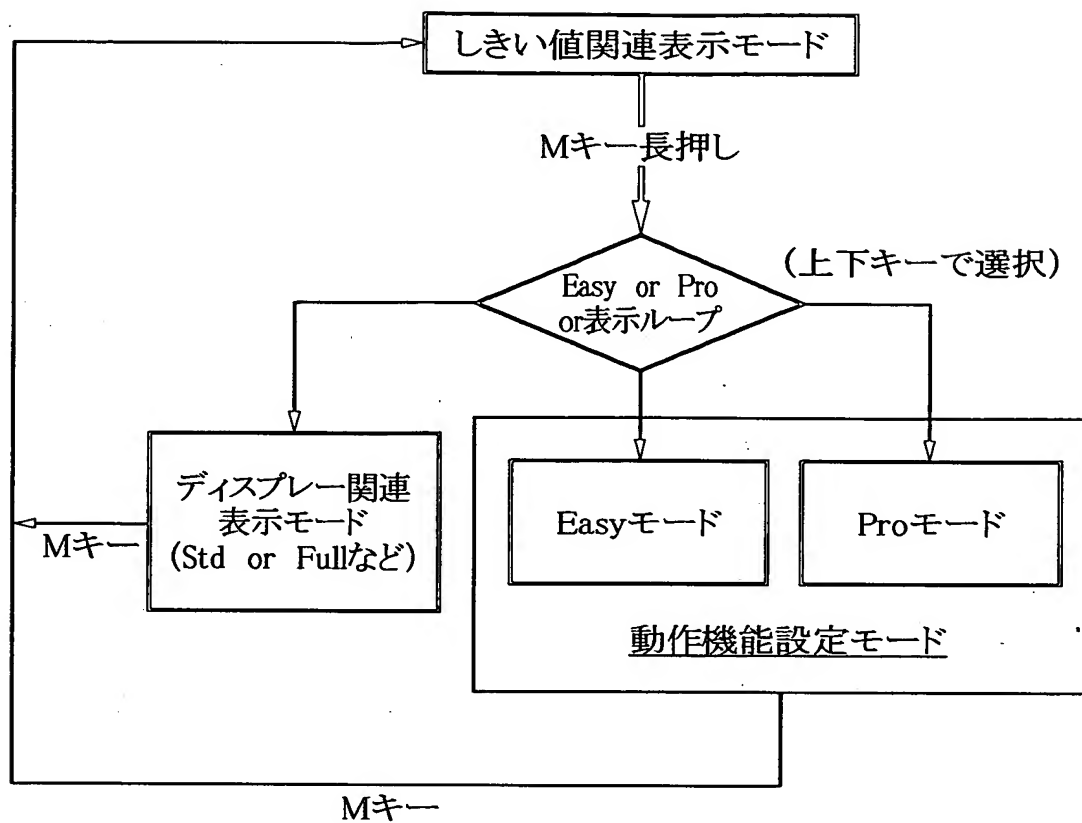 しきい値関連表示モード
Mキー長押し
(上下キーで選択)
Easy or Pro
or表示ループ
ディスプレー関連
表示モード
(Std or Fullなど)
Mキー
Easyモード
Proモード
動作機能設定モード
Mキー